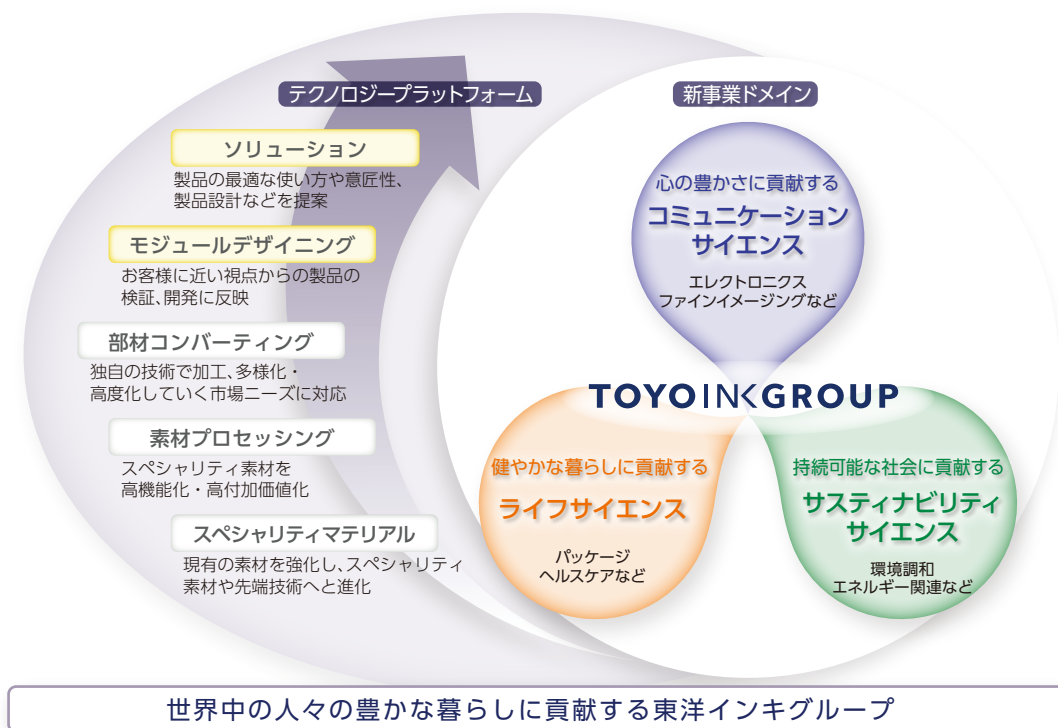 テクノロジープラットフォーム
ソリューション
製品の最適な使い方や意匠性、
製品設計などを提案
モジュールデザイニング
お客様に近い視点からの製品の
検証、開発に反映
部材コンバーティング
独自の技術で加工、多様化・
高度化していく市場ニーズに対応
素材プロセッシング
スペシャリティ素材を
高機能化・高付加価値化
スペシャリティマテリアル
現有の素材を強化し、スペシャリティ
素材や先端技術へと進化
新事業ドメイン
心の豊かさに貢献する
コミュニケーション
サイエンス
エレクトロニクス
ファインイメージングなど
TOYOINKGROUP
健やかな暮らしに貢献する
ライフサイエンス
パッケージ
ヘルスケアなど
持続可能な社会に貢献する
サスティナビリティ
サイエンス
環境調和
エネルギー関連など
世界中の人々の豊かな暮らしに貢献する東洋インキグループ